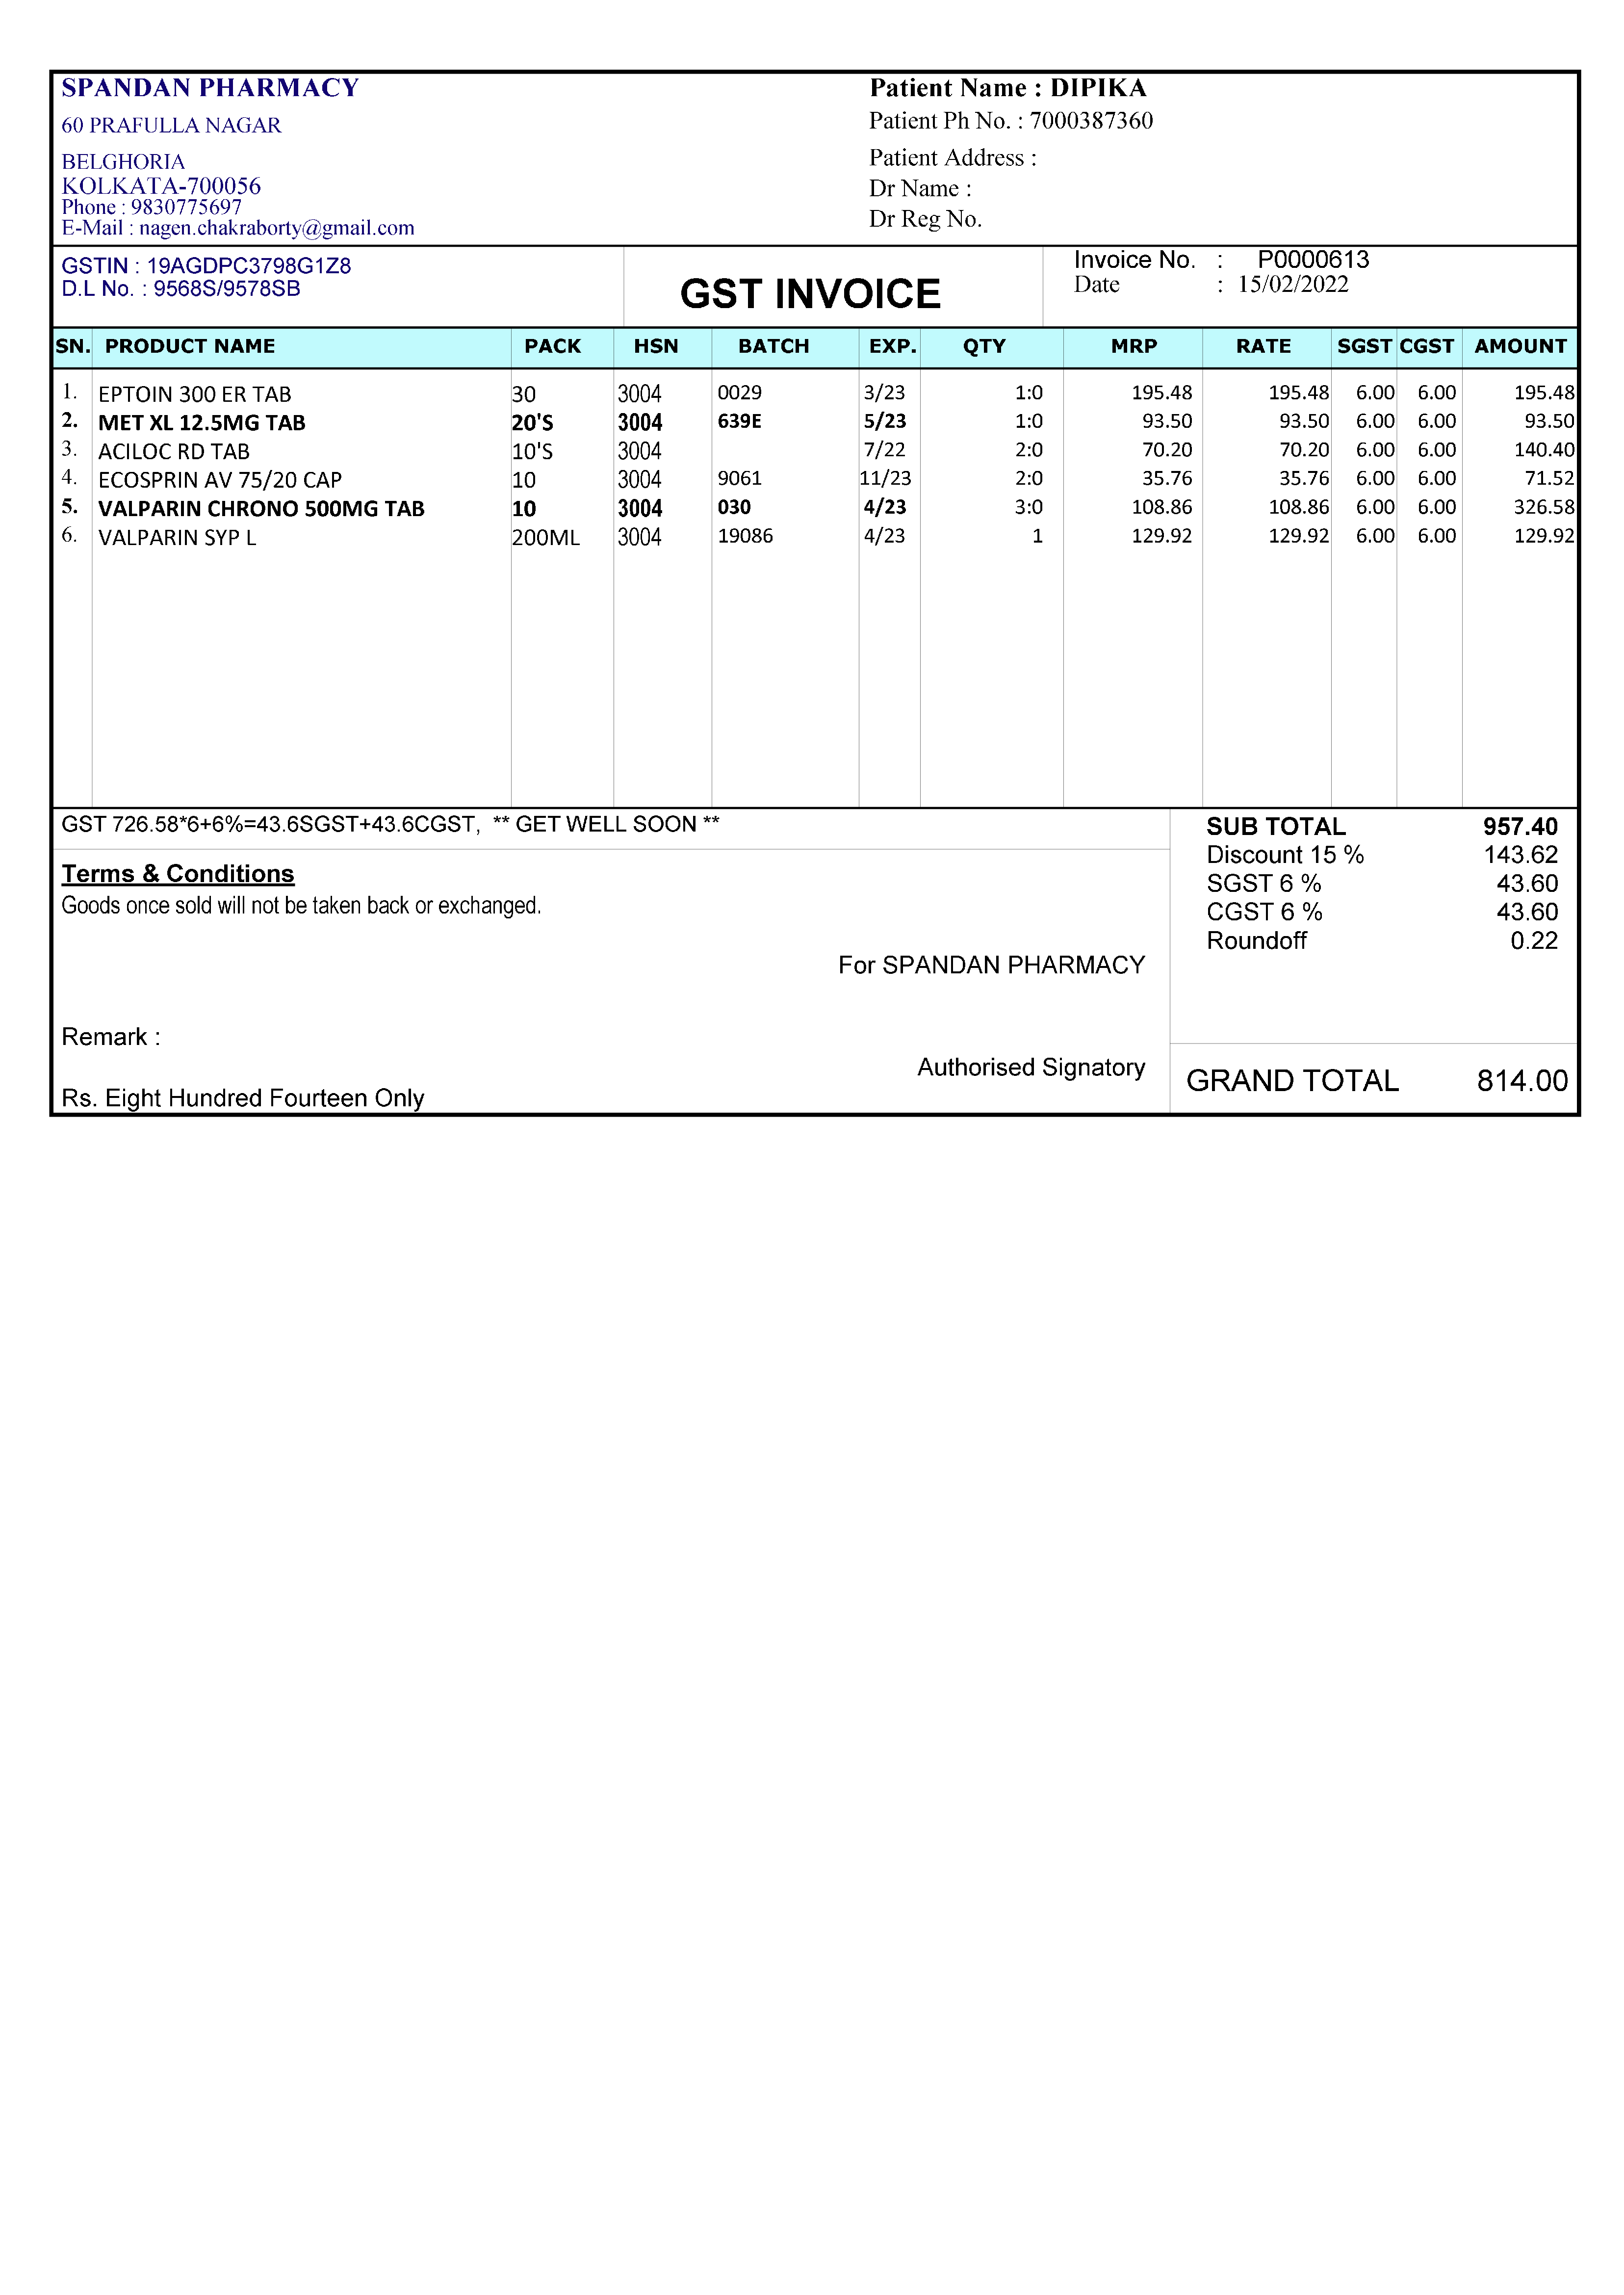 SPANDAN PHARMACY
60 PRAFULLA NAGAR
BELGHORIA
KOLKATA-700056
Phone : 9830775697
E-Mail : nagen.chakraborty@gmail.com
Patient Name : DIPIKA
Patient Ph No. : 7000387360
Patient Address :
Dr Name :
Dr Reg No.
GSTIN : 19AGDPC3798G1Z8
D.L No. : 9568S/9578SB
GST INVOICE
Invoice No. : P0000613
Date : 15/02/2022
SN. PRODUCT NAME PACK HSN BATCH EXP. QTY MRP RATE SGST CGST AMOUNT
1. EPTOIN 300 ER TAB 30 3004 0029 3/23 1:0 195.48 195.48 6.00 6.00 195.48
2. MET XL 12.5MG TAB 20'S 3004 639E 5/23 1:0 93.50 93.50 6.00 6.00 93.50
3. ACILOC RD TAB 10'S 3004 7/22 2:0 70.20 70.20 6.00 6.00 140.40
4. ECOSPRIN AV 75/20 CAP 10 3004 9061 11/23 2:0 35.76 35.76 6.00 6.00 71.52
5. VALPARIN CHRONO 500MG TAB 10 3004 030 4/23 3:0 108.86 108.86 6.00 6.00 326.58
6. VALPARIN SYP L 200ML 3004 19086 4/23 1 129.92 129.92 6.00 6.00 129.92
GST 726.58*6+6%=43.6SGST+43.6CGST, ** GET WELL SOON **
Terms & Conditions
Goods once sold will not be taken back or exchanged.
For SPANDAN PHARMACY
Remark :
Authorised Signatory
Rs. Eight Hundred Fourteen Only
SUB TOTAL 957.40
Discount 15 % 143.62
SGST 6 % 43.60
CGST 6 % 43.60
Roundoff 0.22
GRAND TOTAL 814.00